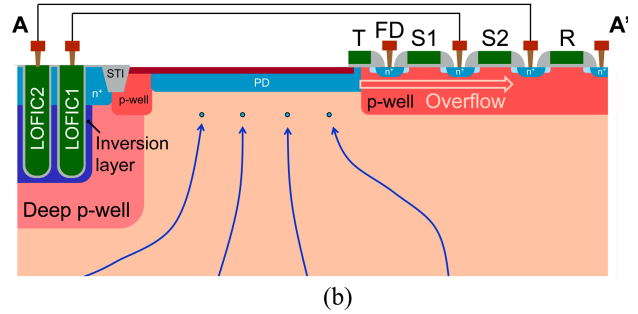 A
T
FD
S1
S2
R
A'
STI
n⁺
PD
n⁺
n⁺
n⁺
n⁺
p-well
p-well
Overflow
LOFIC2
LOFIC1
Inversion
layer
Deep p-well
(b)